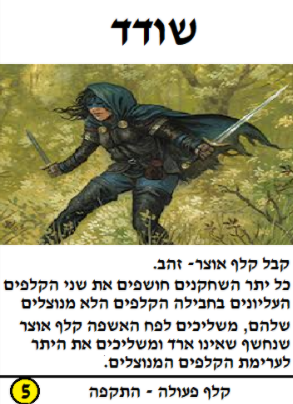 שודד
קבל קלף אוצר- זהב.
כל יתר השחקנים חושפים את שני הקלפים
העליונים בחבילה הקלפים הלא מנוצלים
שלהם, משליכים לפח האשפה קלף אוצר
שנחשף שאינו ארד ומשליכים את היתר
לערימת הקלפים המנוצלים.
5 קלף פעולה - התקפה